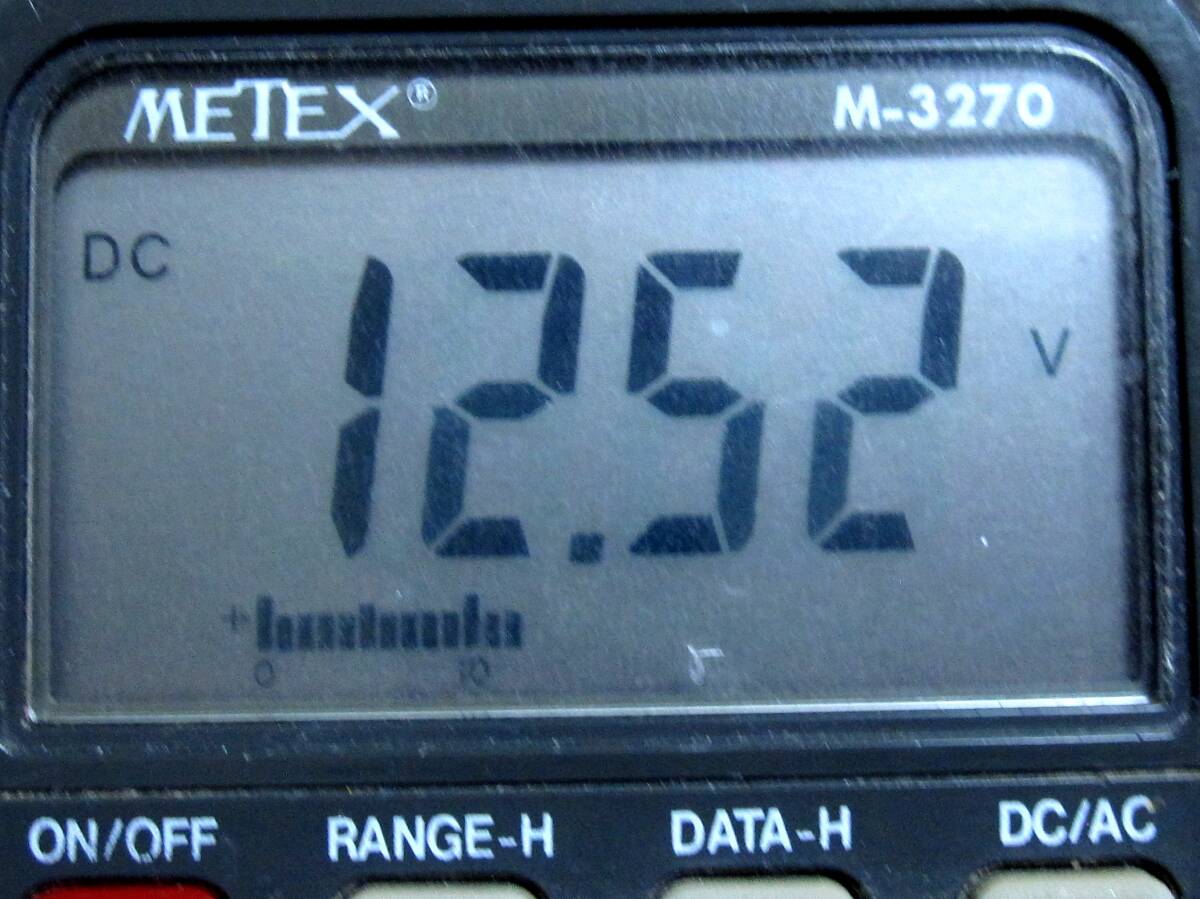 METEX® M-3270
DC 12.52 V
+
0 10
ON/OFF RANGE-H DATA-H DC/AC